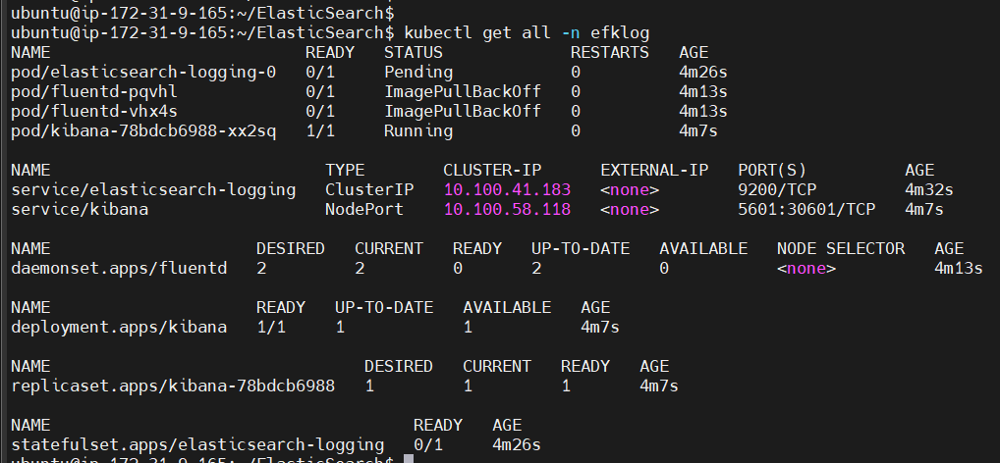 ubuntu@ip-172-31-9-165:~/ElasticSearch$
ubuntu@ip-172-31-9-165:~/ElasticSearch$ kubectl get all -n efklog
NAME READY STATUS RESTARTS AGE
pod/elasticsearch-logging-0 0/1 Pending 0 4m26s
pod/fluentd-pqvhl 0/1 ImagePullBackOff 0 4m13s
pod/fluentd-vhx4s 0/1 ImagePullBackOff 0 4m13s
pod/kibana-78bdcb6988-xx2sq 1/1 Running 0 4m7s
NAME TYPE CLUSTER-IP EXTERNAL-IP PORT(S) AGE
service/elasticsearch-logging ClusterIP 10.100.41.183 <none> 9200/TCP 4m32s
service/kibana NodePort 10.100.58.118 <none> 5601:30601/TCP 4m7s
NAME DESIRED CURRENT READY UP-TO-DATE AVAILABLE NODE SELECTOR AGE
daemonset.apps/fluentd 2 2 0 2 0 <none> 4m13s
NAME READY UP-TO-DATE AVAILABLE AGE
deployment.apps/kibana 1/1 1 1 4m7s
NAME DESIRED CURRENT READY AGE
replicaset.apps/kibana-78bdcb6988 1 1 1 4m7s
NAME READY AGE
statefulset.apps/elasticsearch-logging 0/1 4m26s
ubuntu@ip-172-31-9-165:~/ElasticSearch$